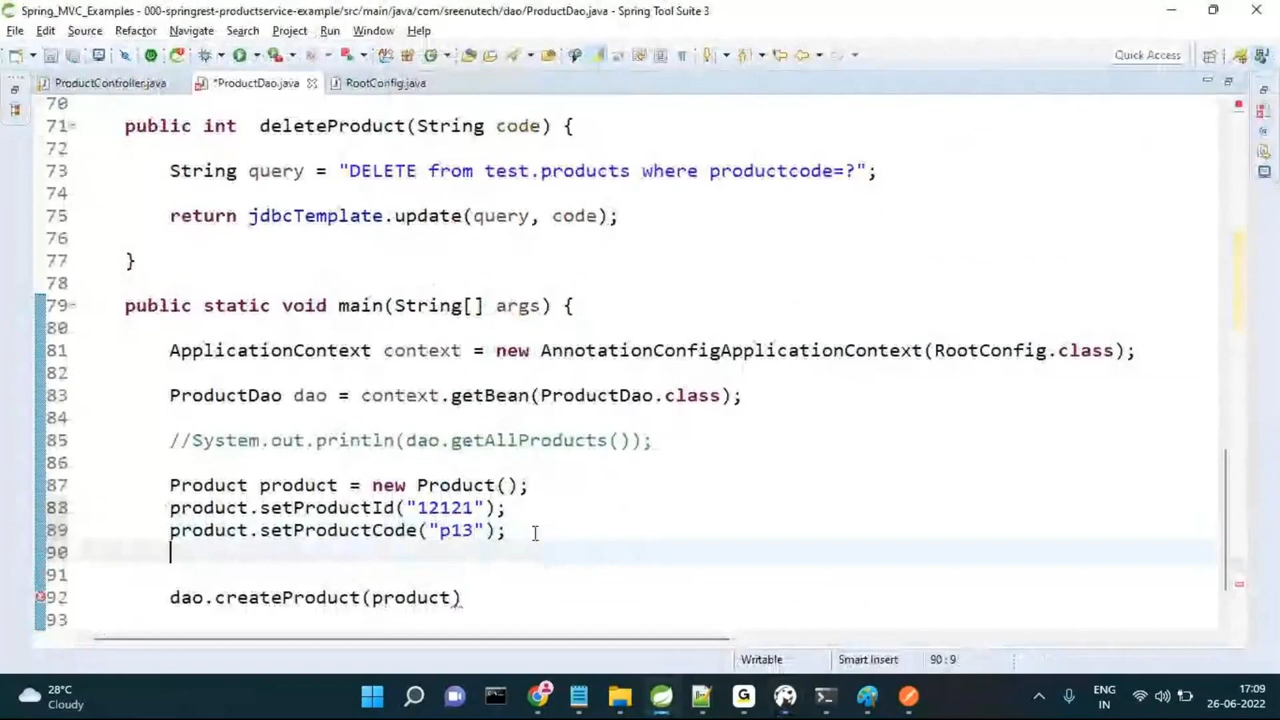 Spring_MVC_Examples - 000-springrest-productservice-example/src/main/java/com/sreenutech/dao/ProductDao.java - Spring Tool Suite 3
File Edit Source Refactor Navigate Search Project Run Window Help
Quick Access
ProductController.java *ProductDao.java RootConfig.java
70
71 public int  deleteProduct(String code) {
72
73 String query = "DELETE from test.products where productcode=?";
74
75 return jdbcTemplate.update(query, code);
76
77 }
78
79 public static void main(String[] args) {
80
81 ApplicationContext context = new AnnotationConfigApplicationContext(RootConfig.class);
82
83 ProductDao dao = context.getBean(ProductDao.class);
84
85 //System.out.println(dao.getAllProducts());
86
87 Product product = new Product();
88 product.setProductId("12121");
89 product.setProductCode("p13");
90
91
92 dao.createProduct(product)
93
Writable Smart Insert 90 : 9
28°C
Cloudy
ENG
IN
17:09
26-06-2022